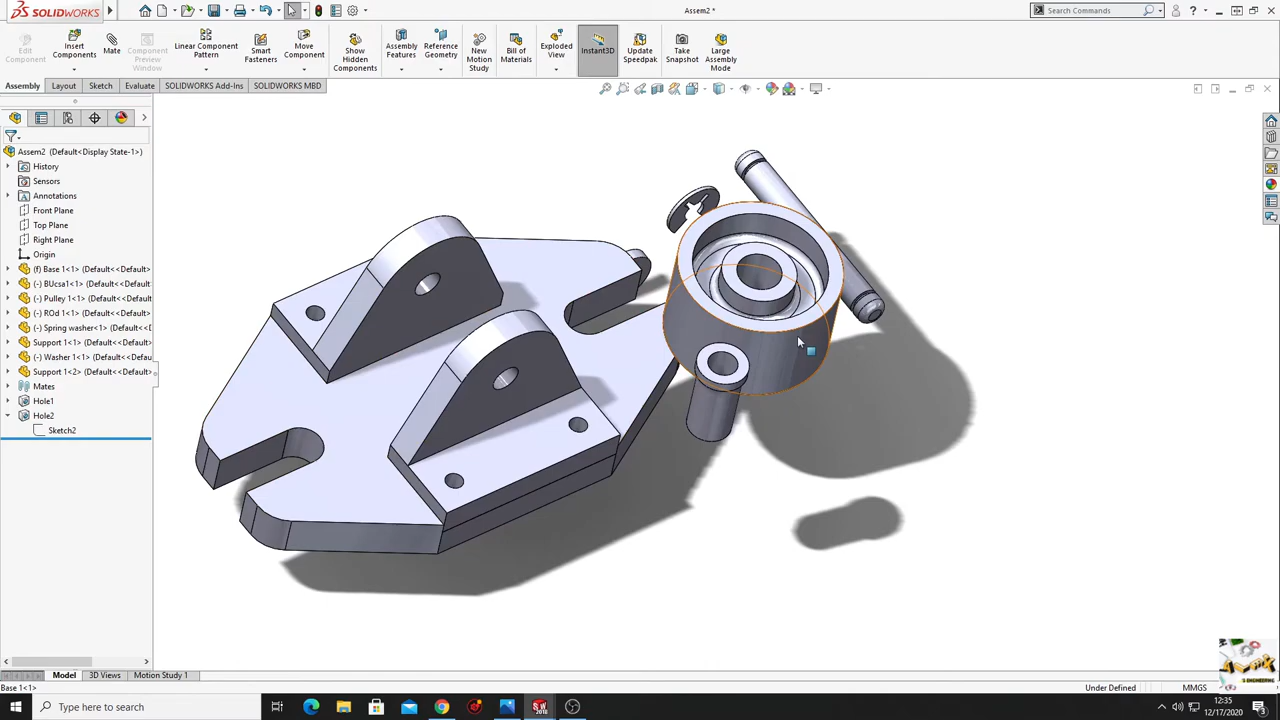 SOLIDWORKS
Assem2 *
Search Commands
Edit Component
Insert Components
Mate
Component Preview Window
Linear Component Pattern
Smart Fasteners
Move Component
Show Hidden Components
Assembly Features
Reference Geometry
New Motion Study
Bill of Materials
Exploded View
Instant3D
Update Speedpak
Take Snapshot
Large Assembly Mode
Assembly Layout Sketch Evaluate SOLIDWORKS Add-Ins SOLIDWORKS MBD
Assem2 (Default<Display State-1>)
History
Sensors
Annotations
Front Plane
Top Plane
Right Plane
Origin
(f) Base 1<1> (Default<<Default
(-) BUcsa1<1> (Default<<Default
(-) Pulley 1<1> (Default<<Defaul
(-) ROd 1<1> (Default<<Default
(-) Spring washer<1> (Default<
Support 1<1> (Default<<Default
(-) Washer 1<1> (Default<<Defa
Support 1<2> (Default<<Default
Mates
Hole1
Hole2
Sketch2
Model 3D Views Motion Study 1
Base 1<1>
Under Defined MMGS
Type here to search
12:35
12/17/2020